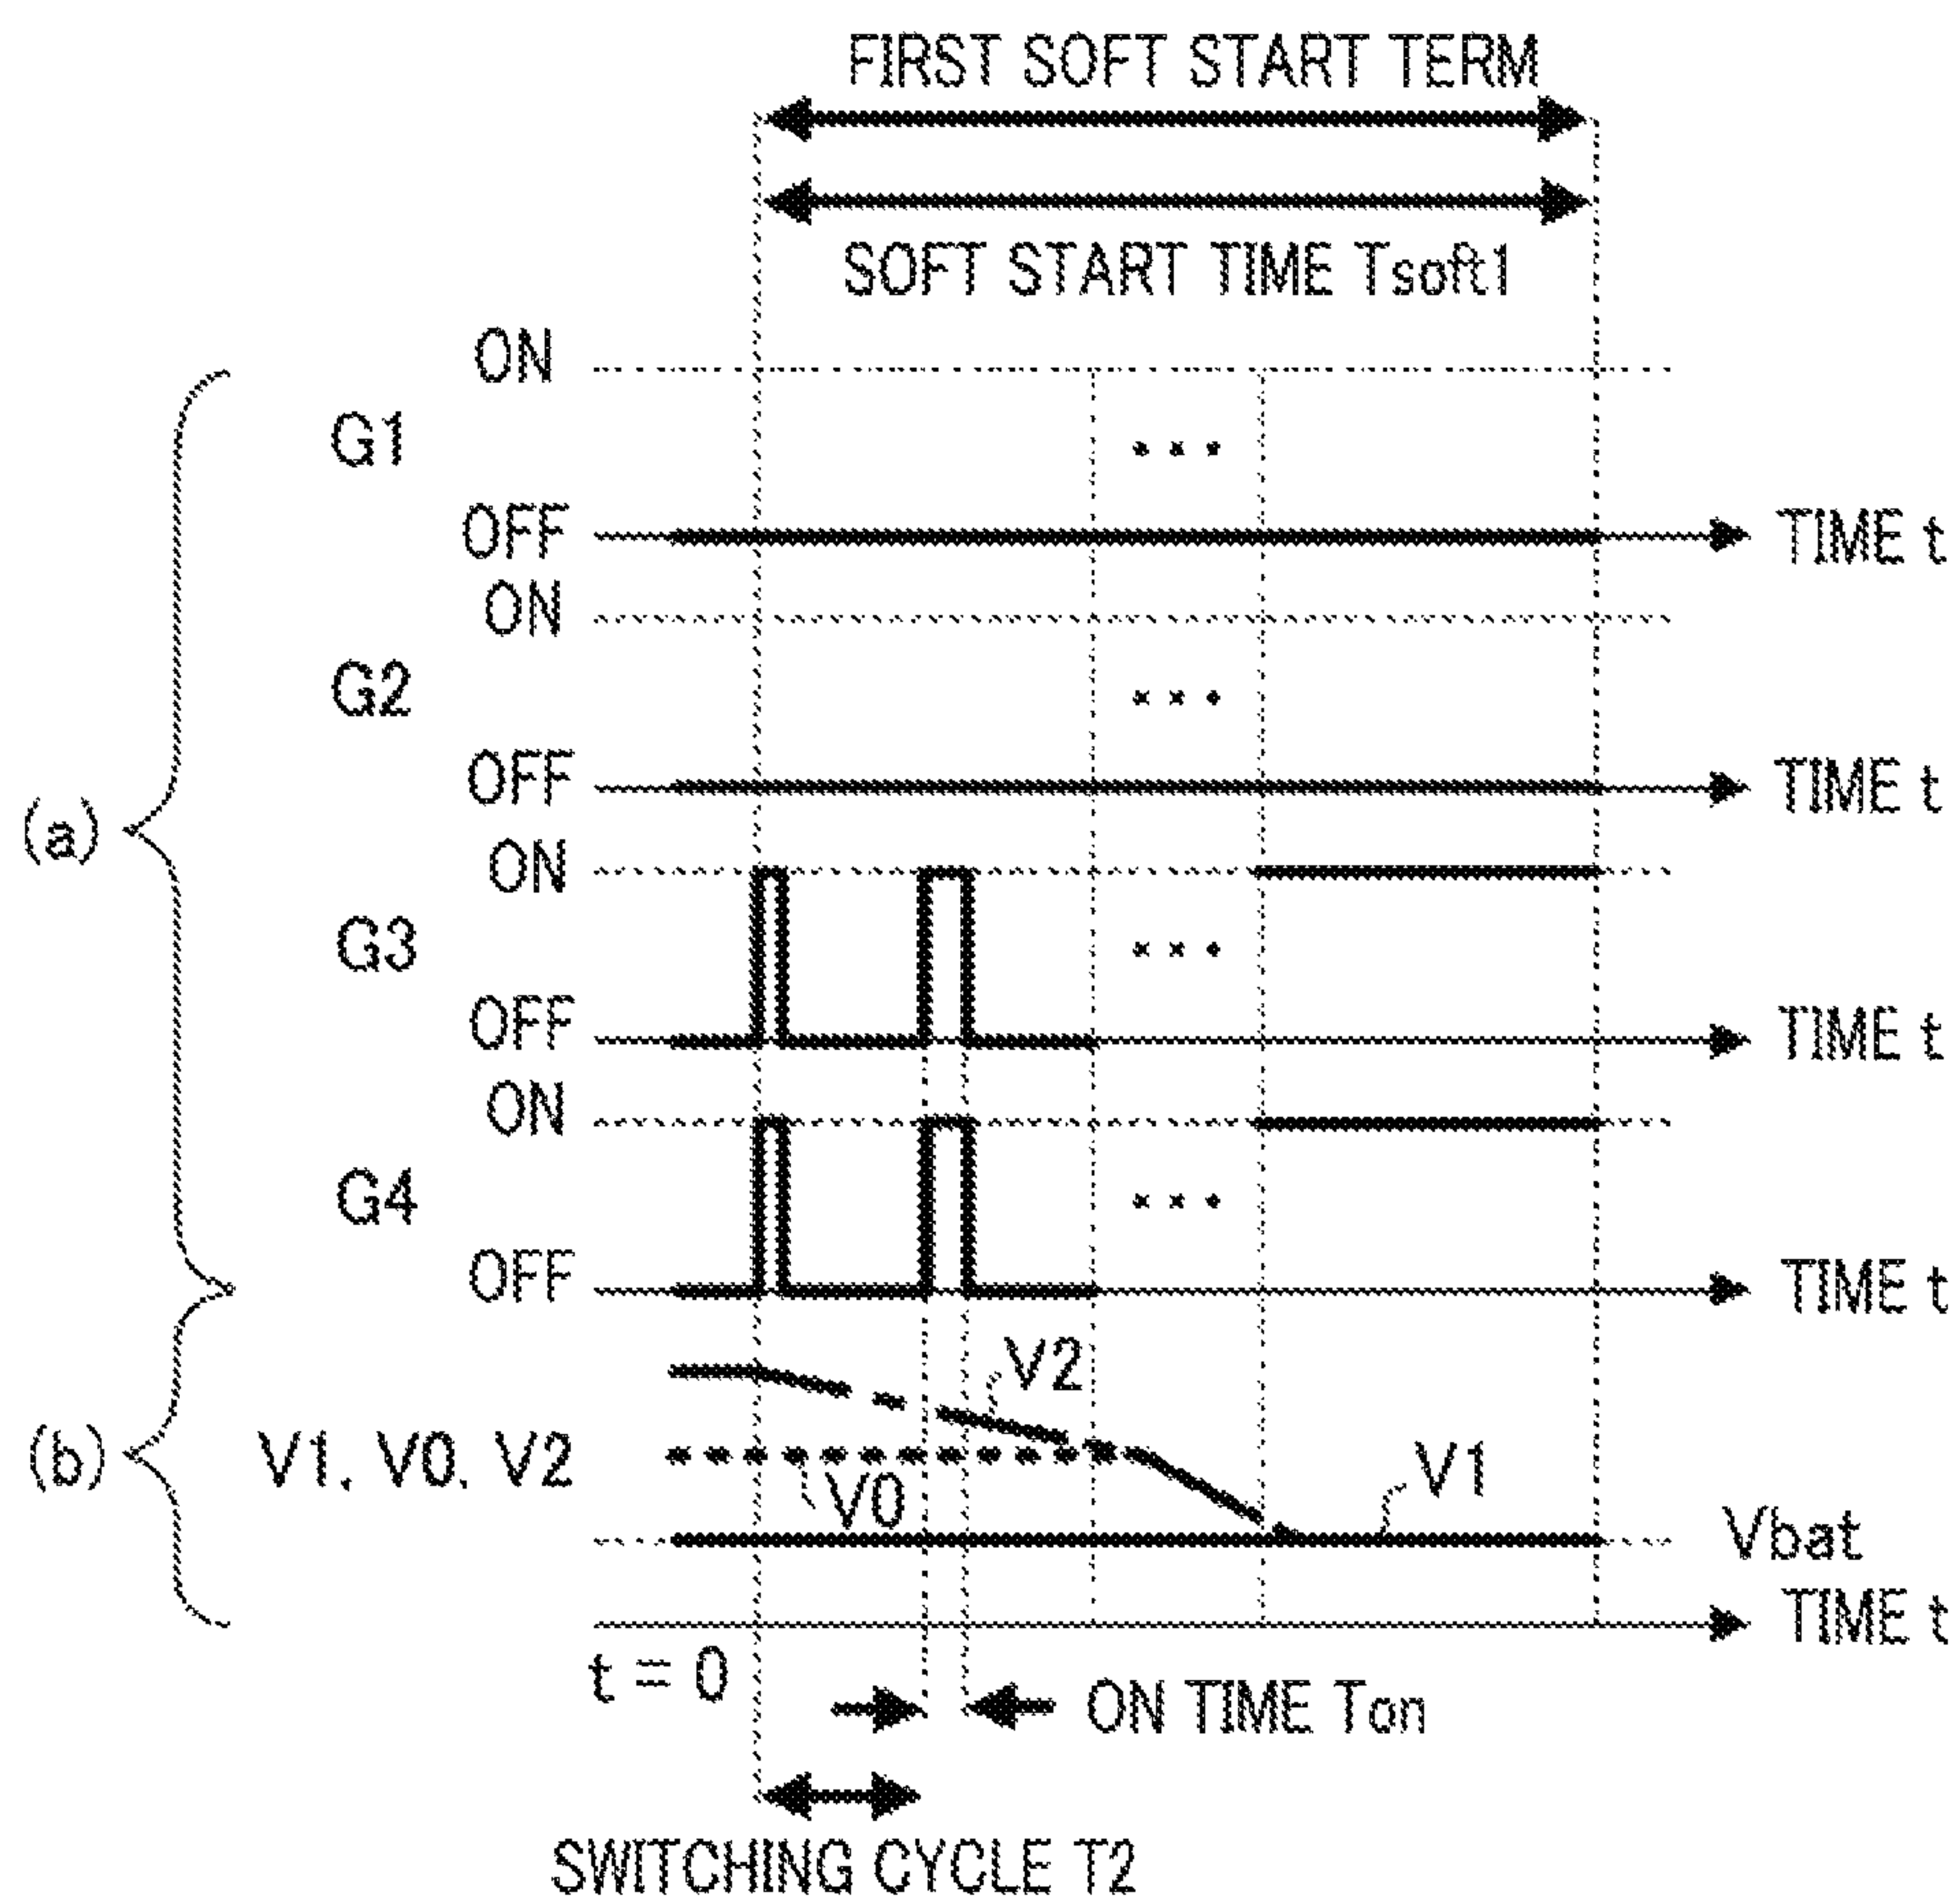 FIRST SOFT START TERM
SOFT START TIME Tsoft1
ON
G1
OFF
TIME t
ON
G2
OFF
TIME t
(a)
ON
G3
OFF
TIME t
ON
G4
OFF
TIME t
V2
(b)
V1, V0, V2
V0
V1
Vbat
TIME t
t = 0
ON TIME Ton
SWITCHING CYCLE T2